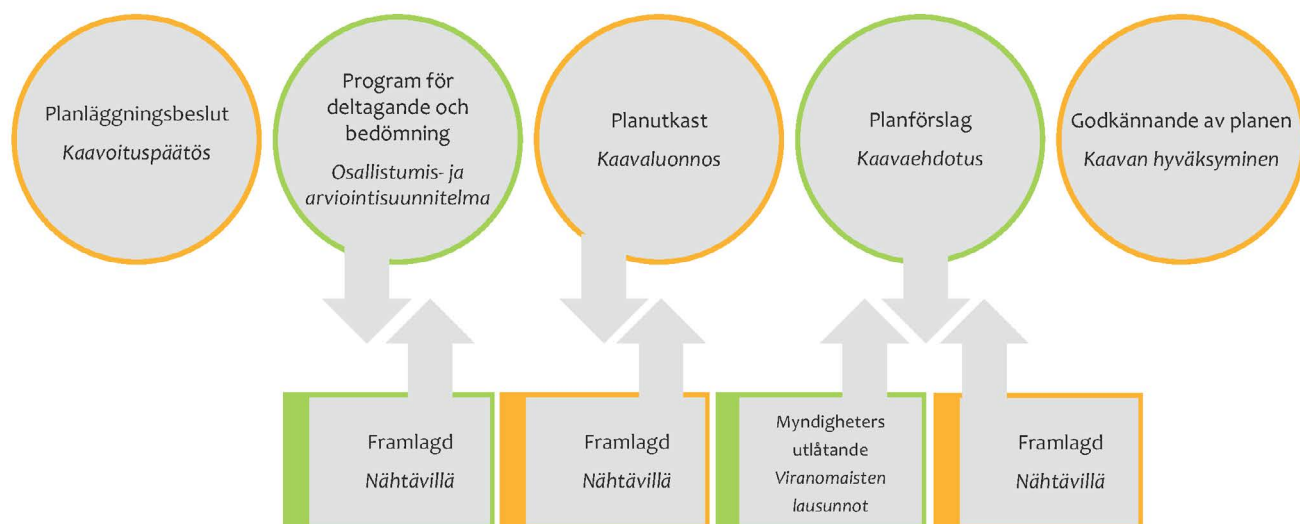 Planläggningsbeslut
Kaavoituspäätös
Program för
deltagande och
bedömning
Osallistumis- ja
arviointisuunnitelma
Planutkast
Kaavaluonnos
Planförslag
Kaavaehdotus
Godkännande av planen
Kaavan hyväksyminen
Framlagd
Nähtävillä
Framlagd
Nähtävillä
Myndigheters
utlåtande
Viranomaisten
lausunnot
Framlagd
Nähtävillä